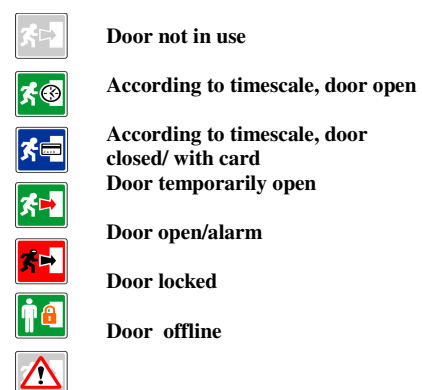 Door not in use
According to timescale, door open
According to timescale, door
closed/ with card
Door temporarily open
Door open/alarm
Door locked
Door offline